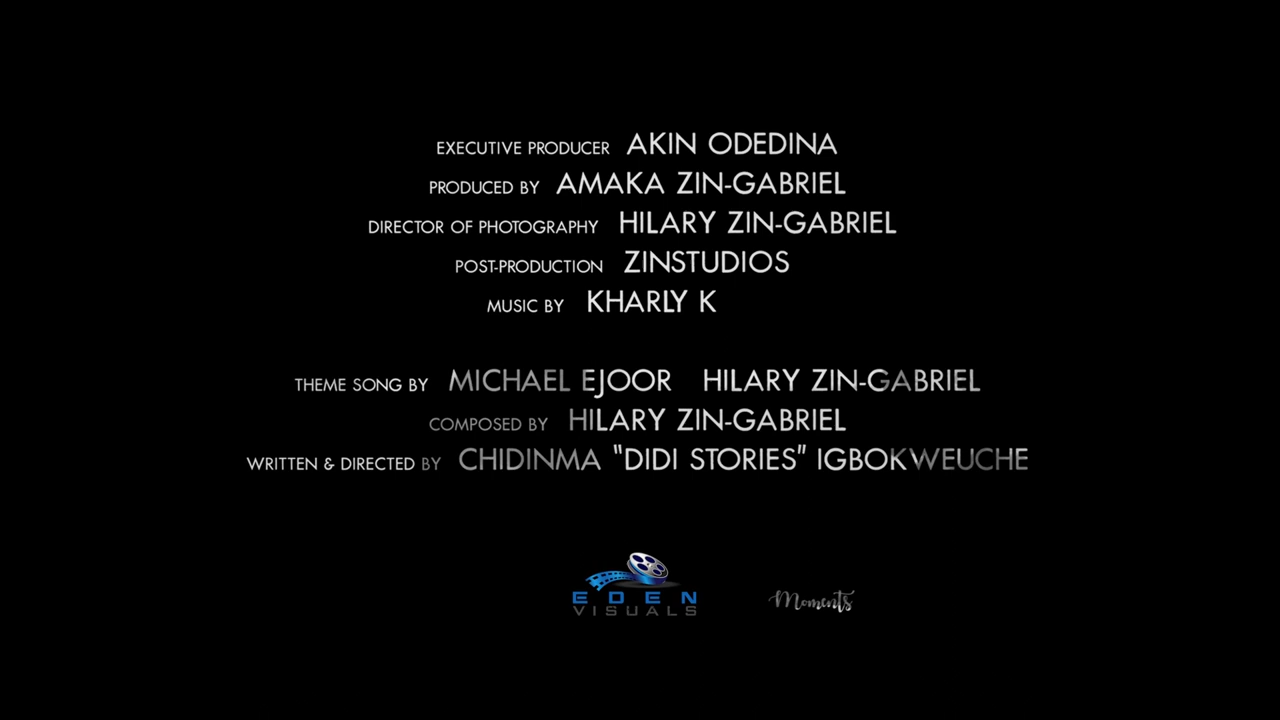 EXECUTIVE PRODUCER AKIN ODEDINA
PRODUCED BY AMAKA ZIN-GABRIEL
DIRECTOR OF PHOTOGRAPHY HILARY ZIN-GABRIEL
POST-PRODUCTION ZINSTUDIOS
MUSIC BY KHARLY K
THEME SONG BY MICHAEL EJOOR HILARY ZIN-GABRIEL
COMPOSED BY HILARY ZIN-GABRIEL
WRITTEN & DIRECTED BY CHIDINMA "DIDI STORIES" IGBOKWEUCHE
EDEN
VISUALS
Moments